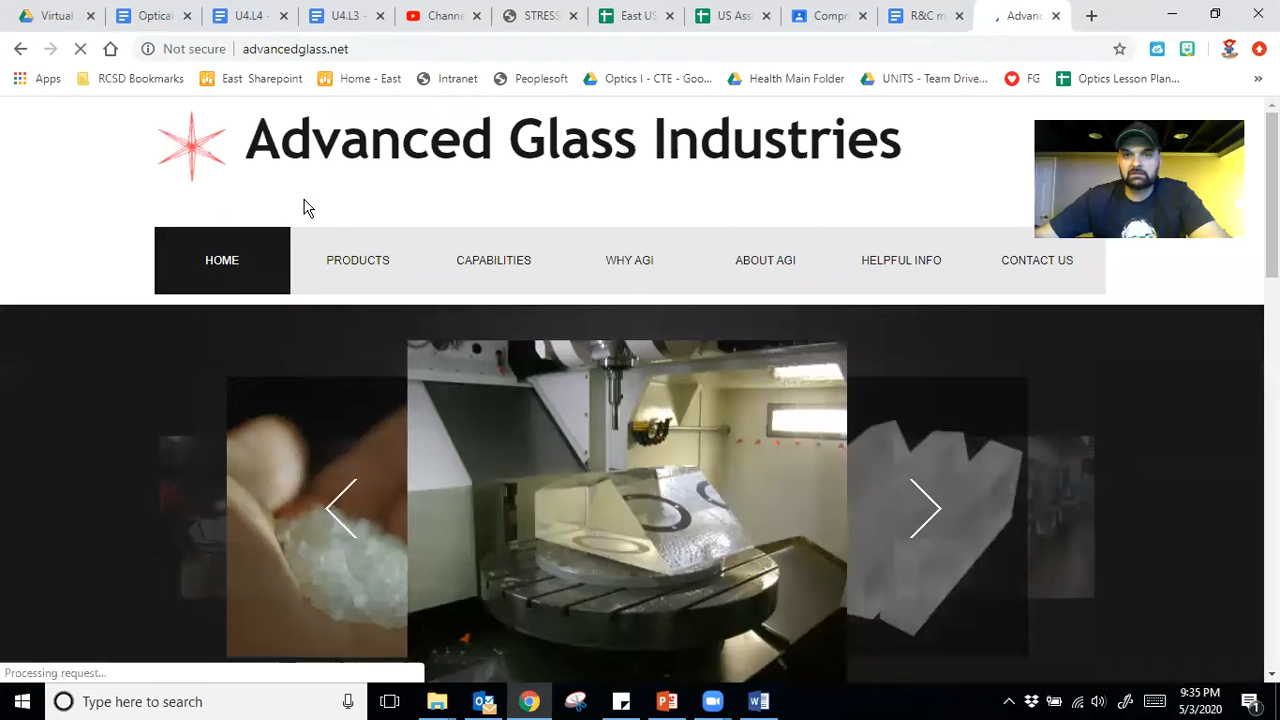 Virtual
Optical
U4.L4 -
U4.L3 -
Channe
STRESS
East Us
US Ass
Comp
R&C m
Advanc
Not secure
advancedglass.net
Apps
RCSD Bookmarks
East Sharepoint
Home - East
Intranet
Peoplesoft
Optics I - CTE - Goo...
Health Main Folder
UNITS - Team Drive...
FG
Optics Lesson Plan...
Advanced Glass Industries
HOME
PRODUCTS
CAPABILITIES
WHY AGI
ABOUT AGI
HELPFUL INFO
CONTACT US
Processing request...
Type here to search
9:35 PM
5/3/2020